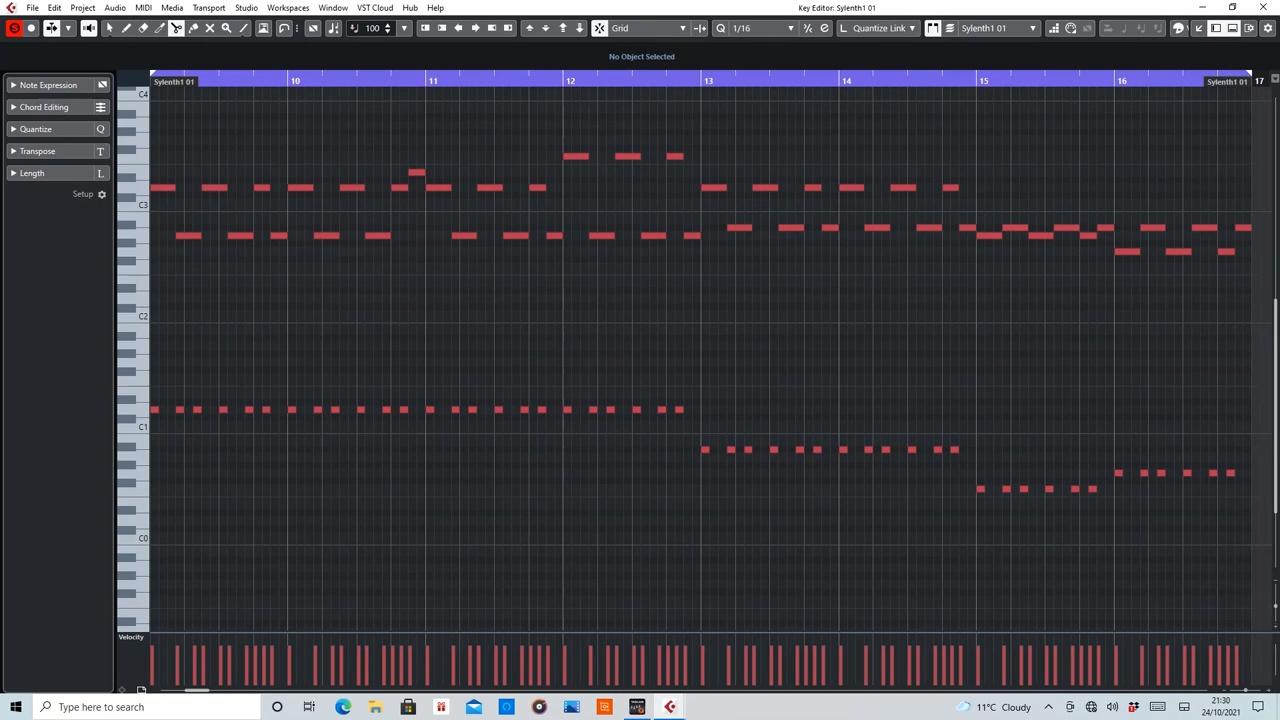 File Edit Project Audio MIDI Media Transport Studio Workspaces Window VST Cloud Hub Help
Key Editor: Sylenth1 01
S 100 Grid Q 1/16 Quantize Link Sylenth1 01
No Object Selected
Note Expression
Chord Editing
Quantize Q
Transpose T
Length L
Setup
Sylenth1 01 10 11 12 13 14 15 16 Sylenth1 01 17
C4
C3
C2
C1
C0
Velocity
Type here to search
11°C Cloudy
21:30
24/10/2021